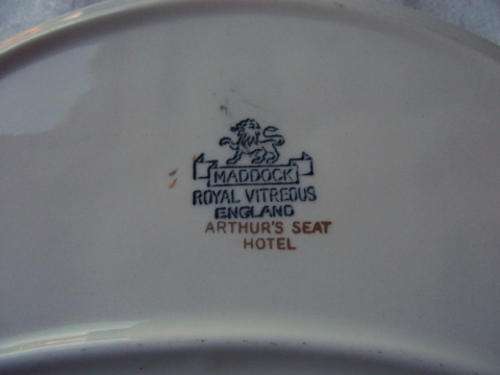 MADDOCK
ROYAL VITREOUS
ENGLAND
ARTHUR'S SEAT
HOTEL